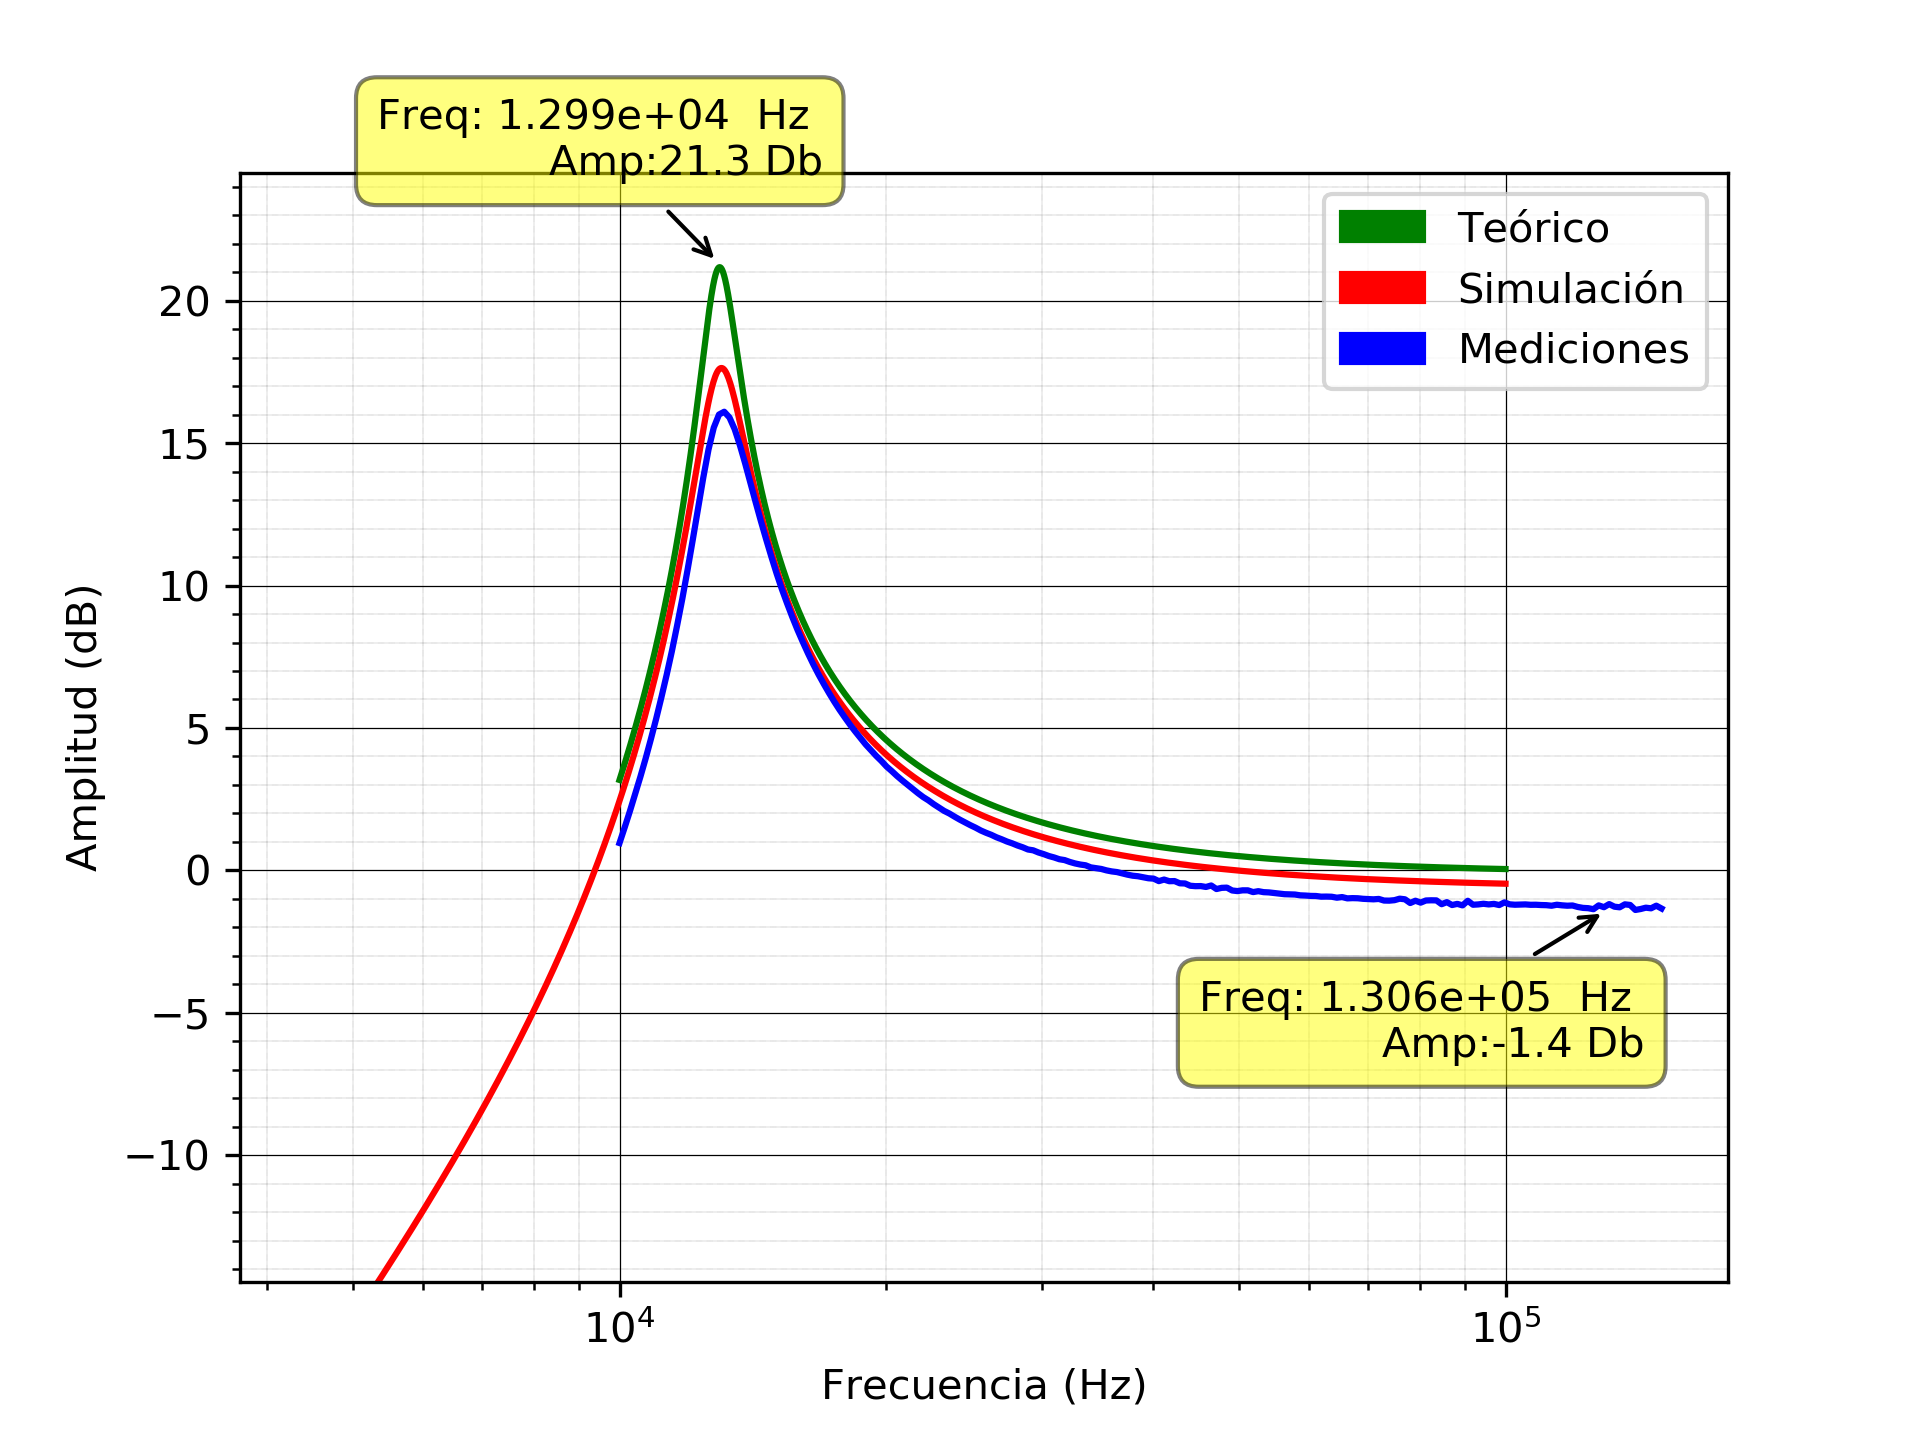 Freq: 1.299e+04  Hz
Amp:21.3 Db
Teórico
Simulación
Mediciones
20
15
10
5
0
−5
−10
Amplitud (dB)
Freq: 1.306e+05  Hz
Amp:-1.4 Db
10⁴
10⁵
Frecuencia (Hz)